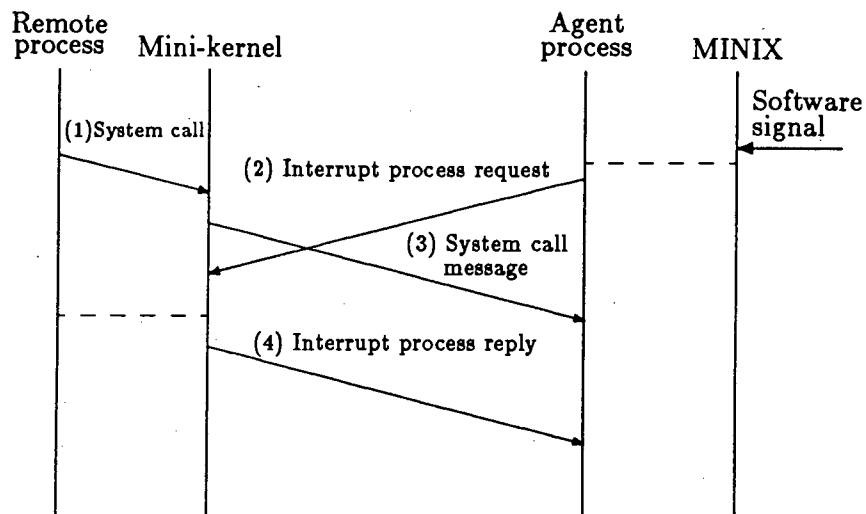 Remote
process
Mini-kernel
Agent
process
MINIX
Software
signal
(1)System call
(2) Interrupt process request
(3) System call
message
(4) Interrupt process reply